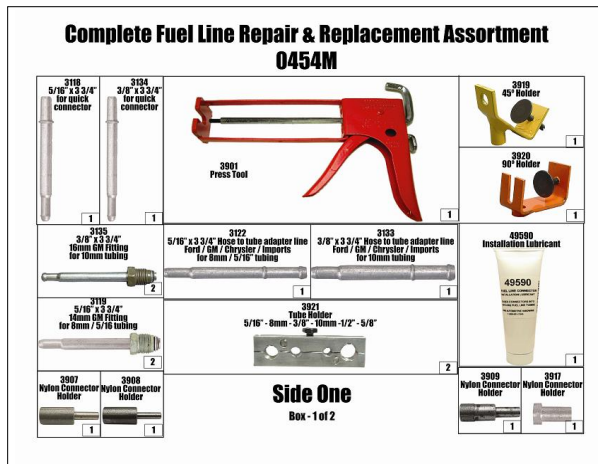 Complete Fuel Line Repair & Replacement Assortment
0454M
3118
5/16" x 3 3/4"
for quick
connector
1
3134
3/8" x 3 3/4"
for quick
connector
1
3901
Press Tool
1
3919
45º Holder
1
3920
90º Holder
1
3135
3/8" x 3 3/4"
16mm GM Fitting
for 10mm tubing
2
3122
5/16" x 3 3/4" Hose to tube adapter line
Ford / GM / Chrysler / Imports
for 8mm / 5/16" tubing
1
3133
3/8" x 3 3/4" Hose to tube adapter line
Ford / GM / Chrysler / Imports
for 10mm tubing
1
49590
Installation Lubricant
49590
1
3119
5/16" x 3 3/4"
14mm GM Fitting
for 8mm / 5/16 tubing
2
3921
Tube Holder
5/16" - 8mm - 3/8" - 10mm -1/2" - 5/8"
2
3907
Nylon Connector
Holder
1
3908
Nylon Connector
Holder
1
Side One
Box - 1 of 2
3909
Nylon Connector
Holder
1
3917
Nylon Connector
Holder
1